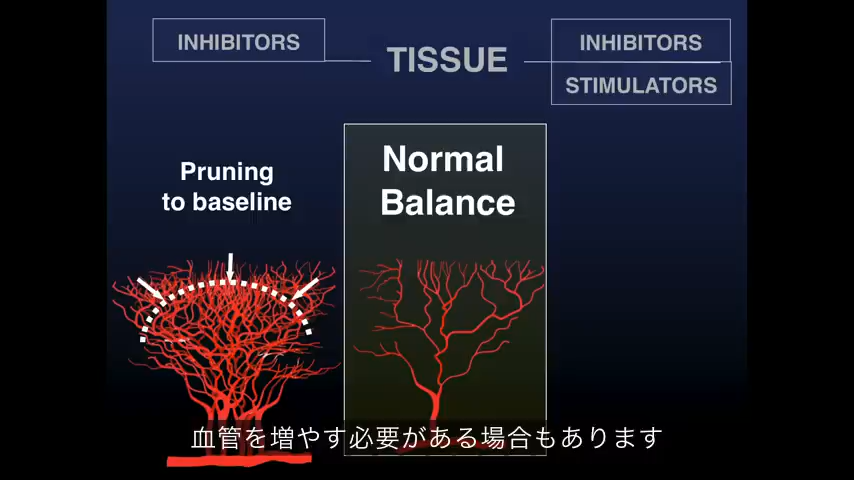 INHIBITORS
TISSUE
INHIBITORS
STIMULATORS
Pruning
to baseline
Normal
Balance
血管を増やす必要がある場合もあります